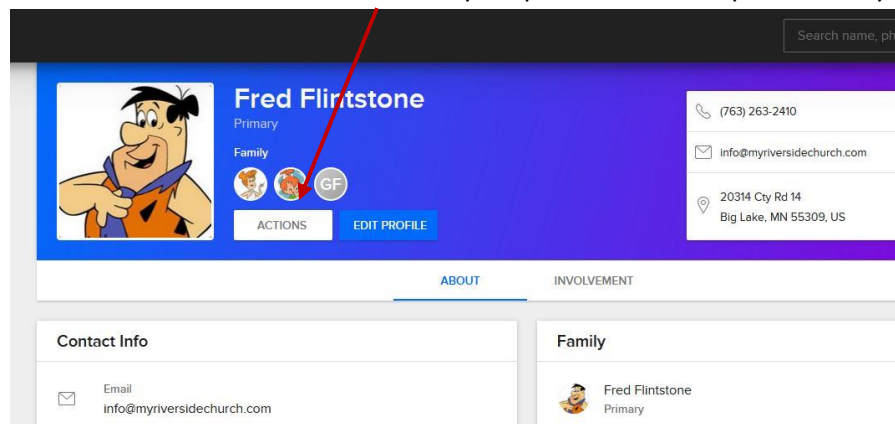 Search name, ph
Fred Flintstone
Primary
Family
GF
ACTIONS
EDIT PROFILE
(763) 263-2410
info@myriversidechurch.com
20314 Cty Rd 14
Big Lake, MN 55309, US
ABOUT
INVOLVEMENT
Contact Info
Email
info@myriversidechurch.com
Family
Fred Flintstone
Primary